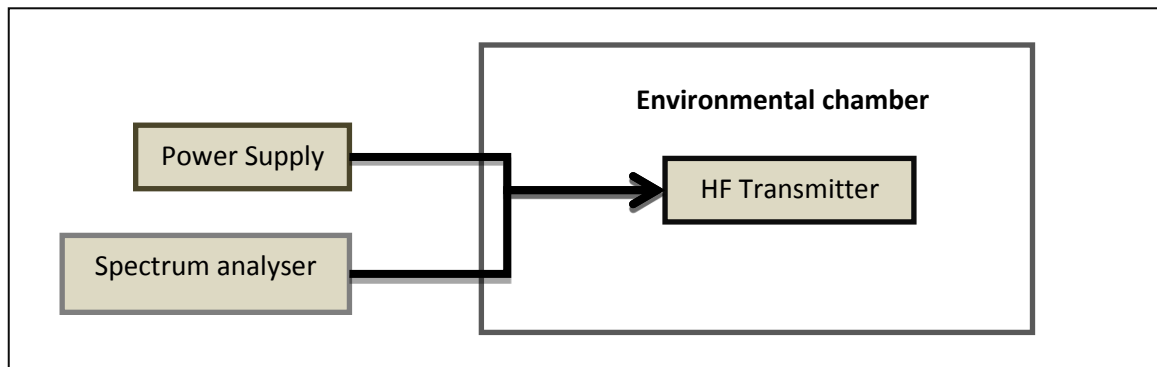 Environmental chamber
Power Supply
HF Transmitter
Spectrum analyser